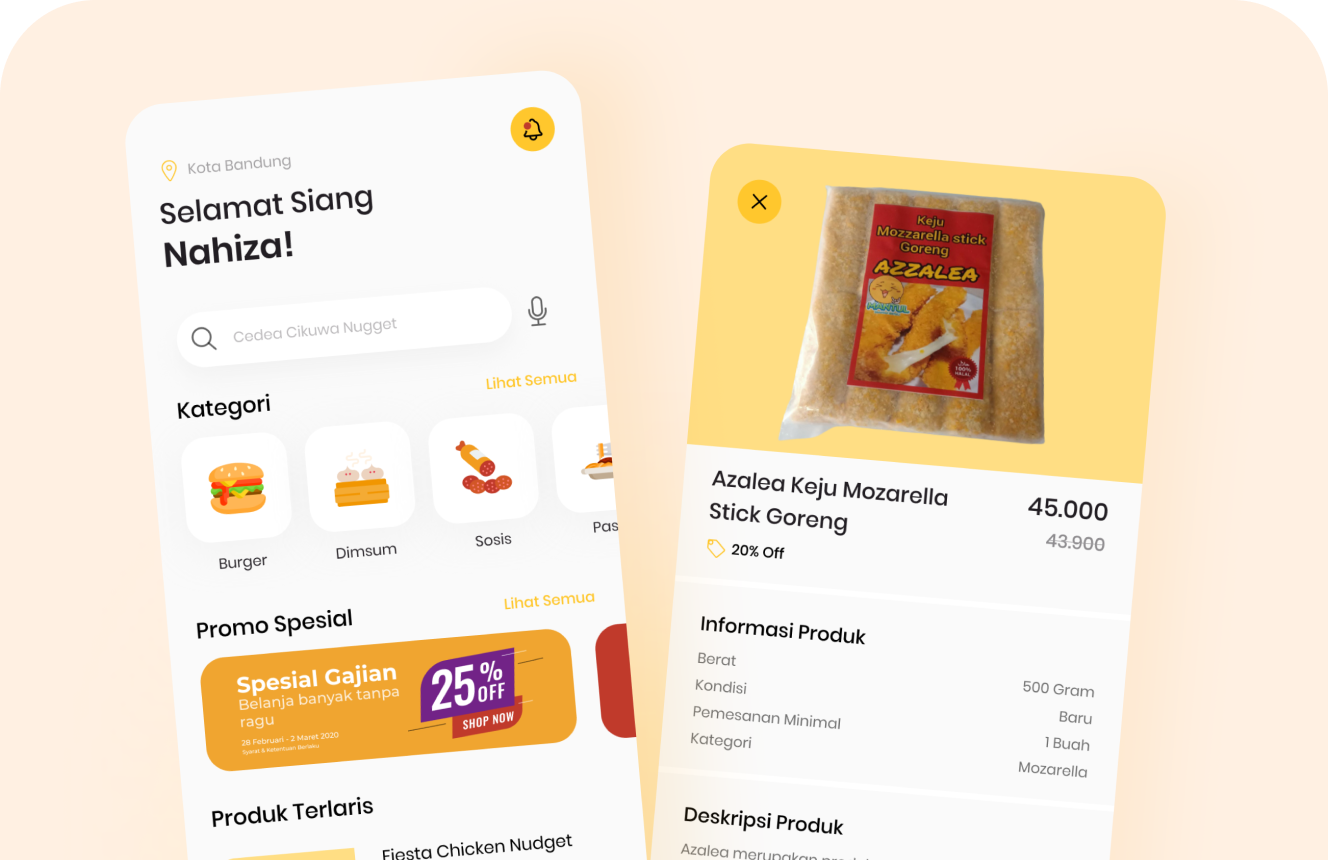 Kota Bandung
Selamat Siang
Nahiza!
Cedea Cikuwa Nugget
Lihat Semua
Kategori
Burger
Dimsum
Sosis
Pas
Lihat Semua
Promo Spesial
Spesial Gajian
Belanja banyak tanpa
ragu
28 Februari - 2 Maret 2020
Syarat & Ketentuan Berlaku
25% OFF
SHOP NOW
Produk Terlaris
Fiesta Chicken Nudget
Keju
Mozzarella stick
Goreng
AZZALEA
MANTUL
100%
HALAL
Azalea Keju Mozarella
Stick Goreng
45.000
43.900
20% Off
Informasi Produk
Berat 500 Gram
Kondisi Baru
Pemesanan Minimal 1 Buah
Kategori Mozarella
Deskripsi Produk
Azalea merupakan